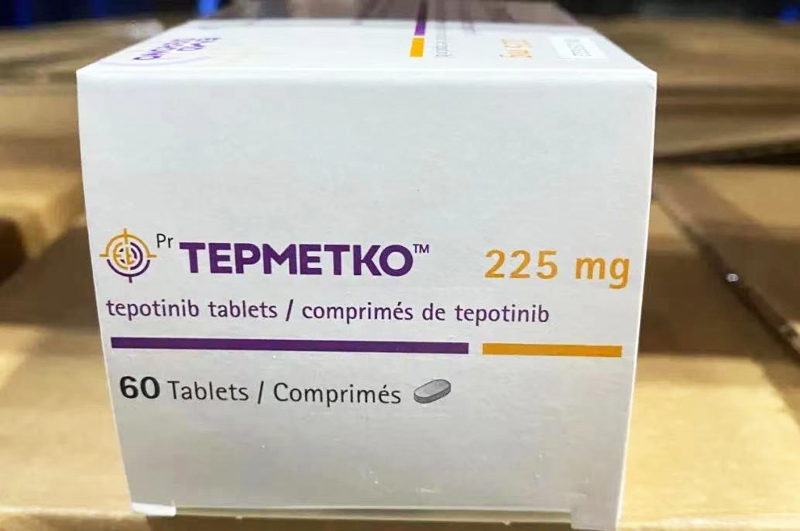 Pr TEPMETKO™ 225 mg
tepotinib tablets / comprimés de tepotinib
60 Tablets / Comprimés